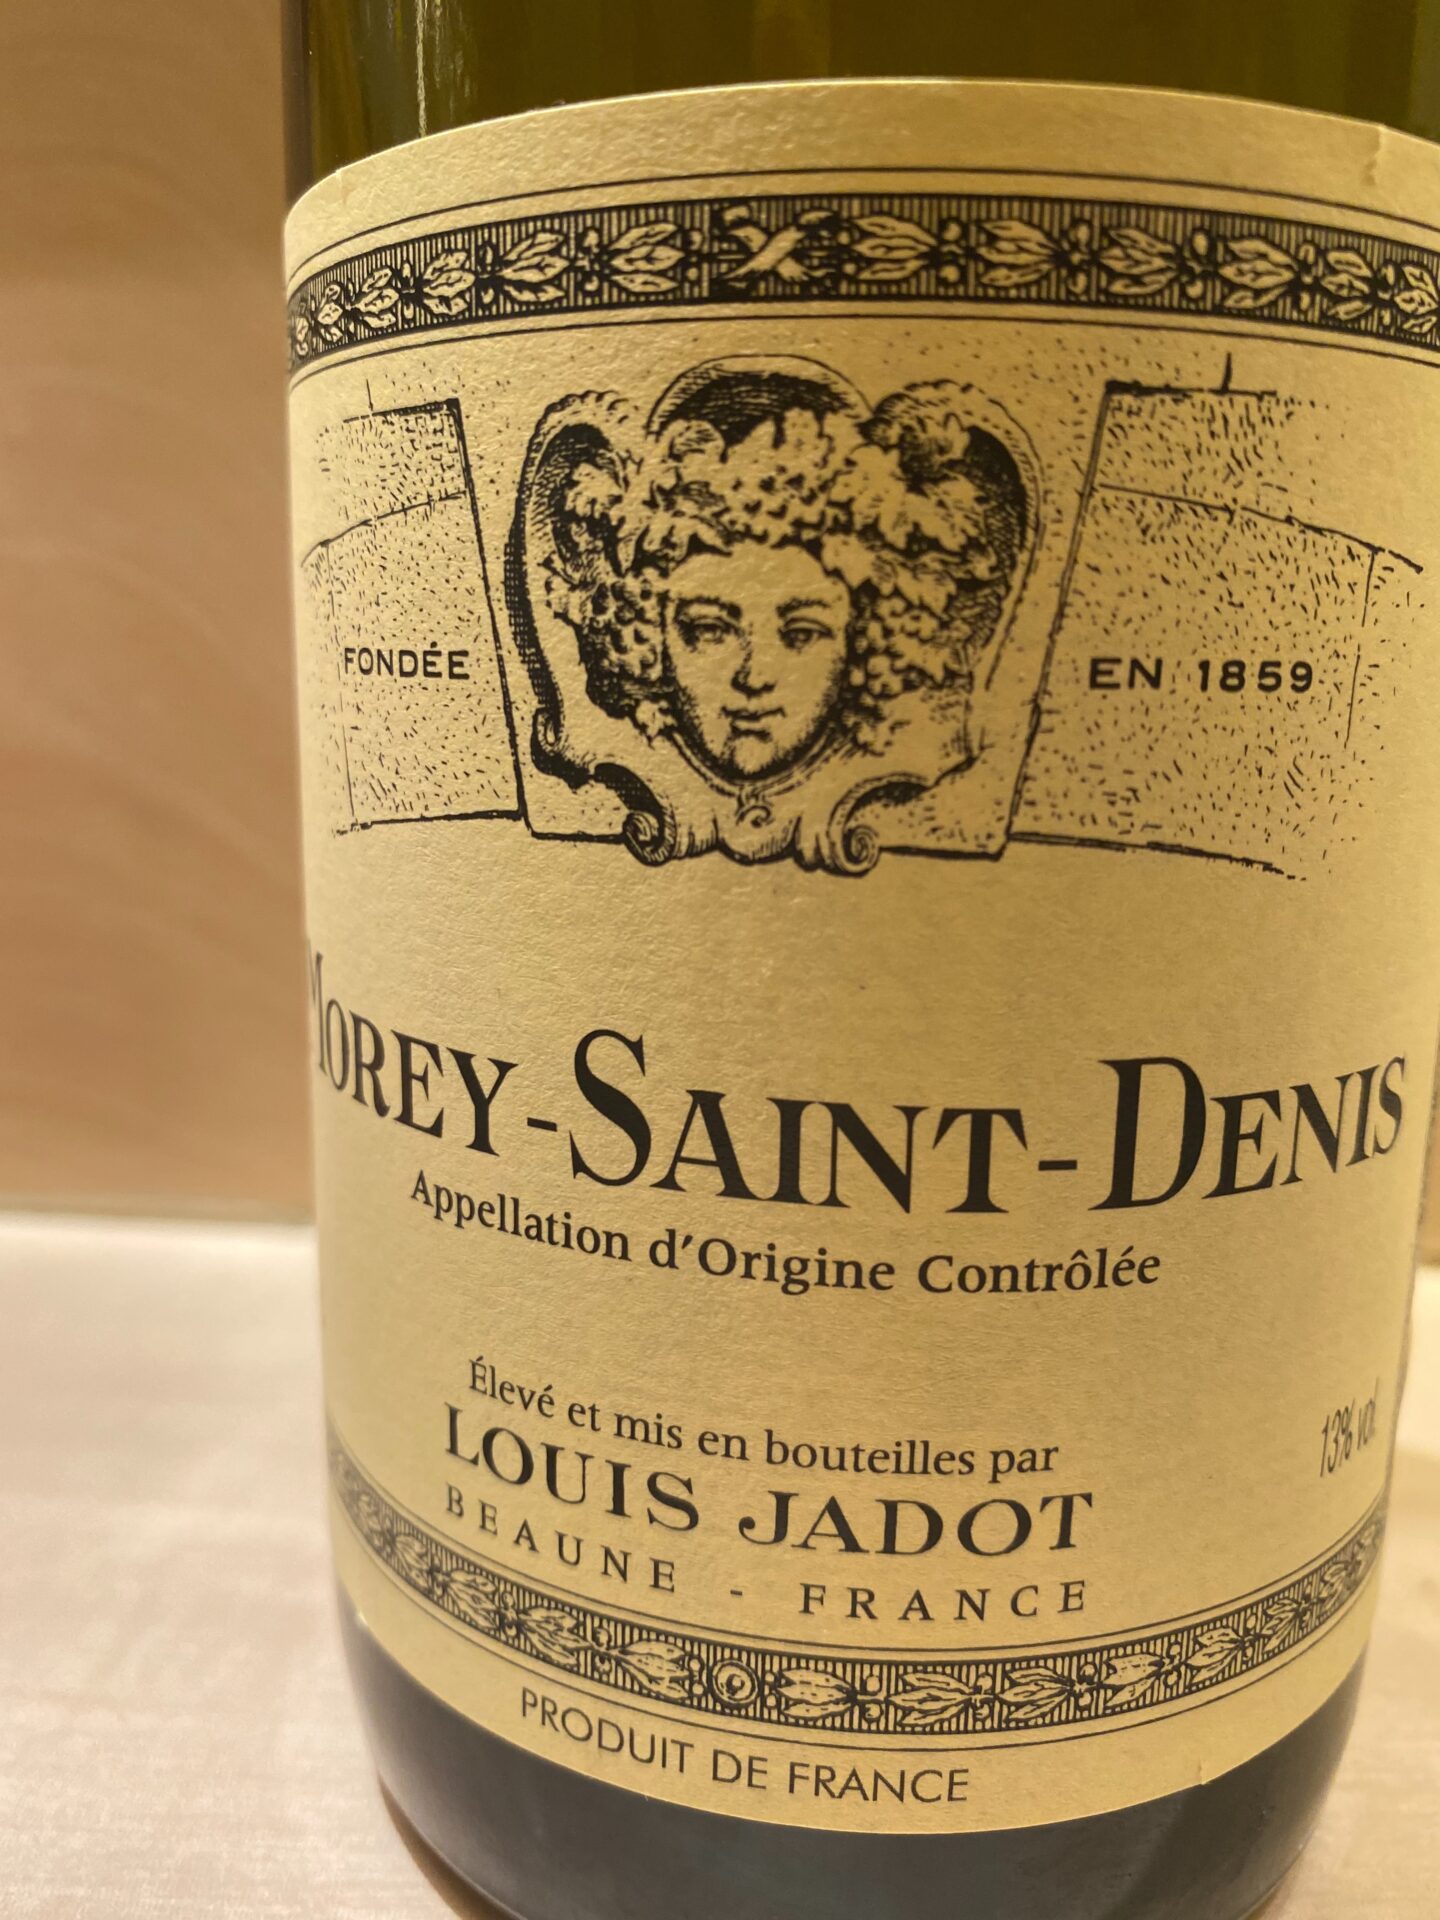 FONDÉE EN 1859
MOREY-SAINT-DENIS
Appellation d'Origine Contrôlée
Élevé et mis en bouteilles par
LOUIS JADOT
BEAUNE - FRANCE
13% vol.
PRODUIT DE FRANCE